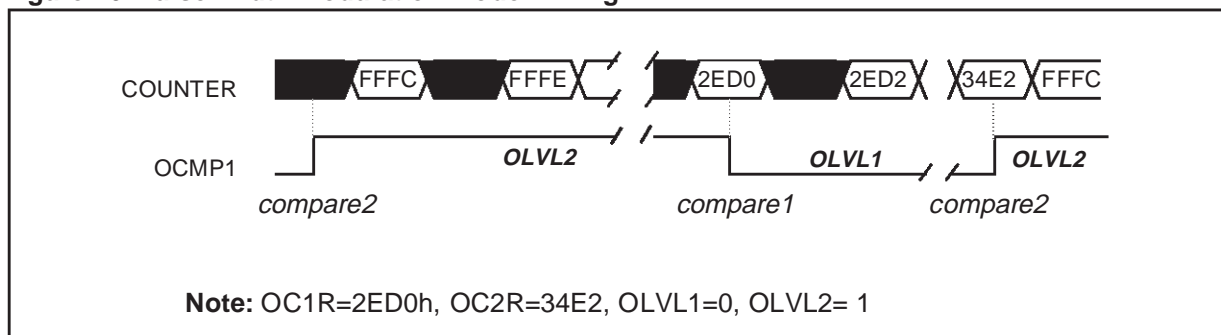 COUNTER FFFC FFFE 2ED0 2ED2 34E2 FFFC
OCMP1 OLVL2 OLVL1 OLVL2
compare2 compare1 compare2
Note: OC1R=2ED0h, OC2R=34E2, OLVL1=0, OLVL2= 1